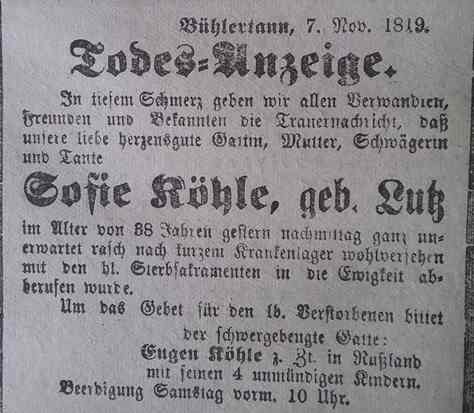 Bühlertann, 7. Nov. 1819.
Todes-Anzeige.
In tiefem Schmerz geben wir allen Verwandten,
Freunden und Bekannten die Trauernachricht, daß
unsere liebe herzensgute Gattin, Mutter, Schwägerin
und Tante
Sofie Köhle, geb. Lutz
im Alter von 38 Jahren gestern nachmittag ganz un-
erwartet rasch nach kurzem Krankenlager wohlversehen
mit den hl. Sterbsakramenten in die Ewigkeit ab-
berufen wurde.
Um das Gebet für den lb. Verstorbenen bittet
der schwergebeugte Gatte:
Eugen Köhle z. Zt. in Rußland
mit seinen 4 unmündigen Kindern.
Beerdigung Samstag vorm. 10 Uhr.